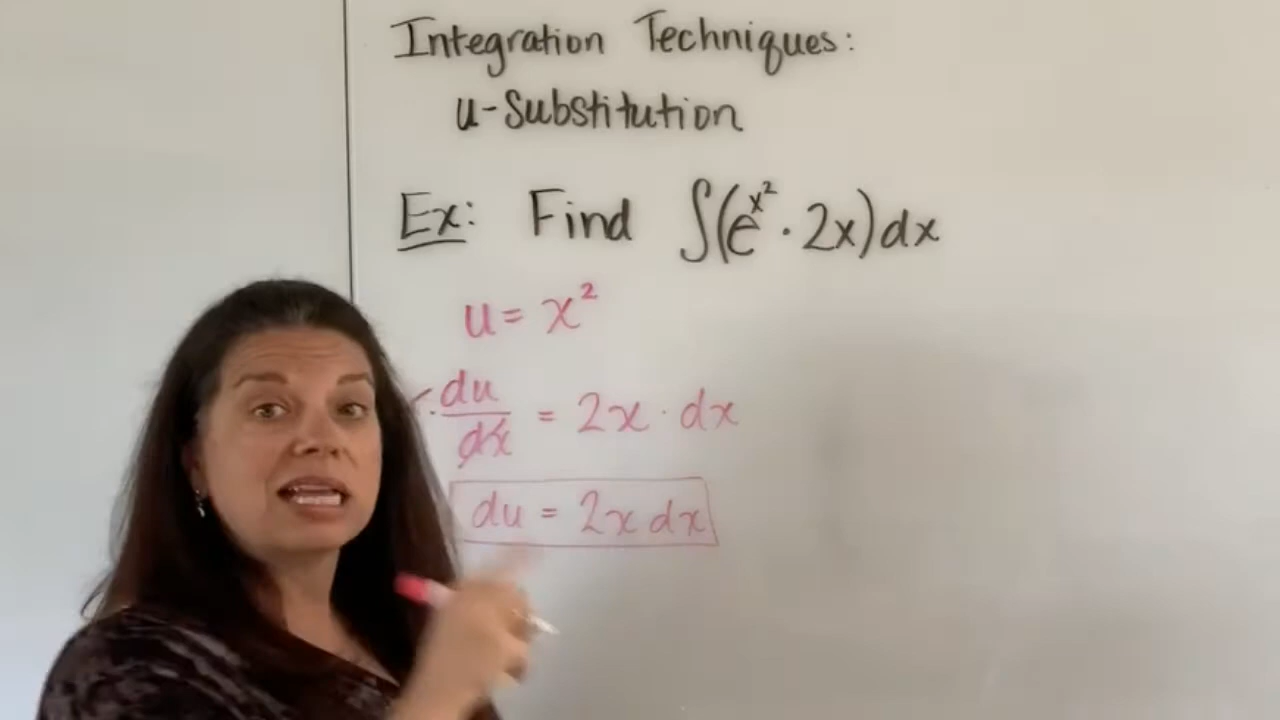 Integration Techniques:
u-Substitution
Ex: Find ∫(e^x²· 2x)dx
u = x²
· du/dx = 2x · dx
du = 2x dx